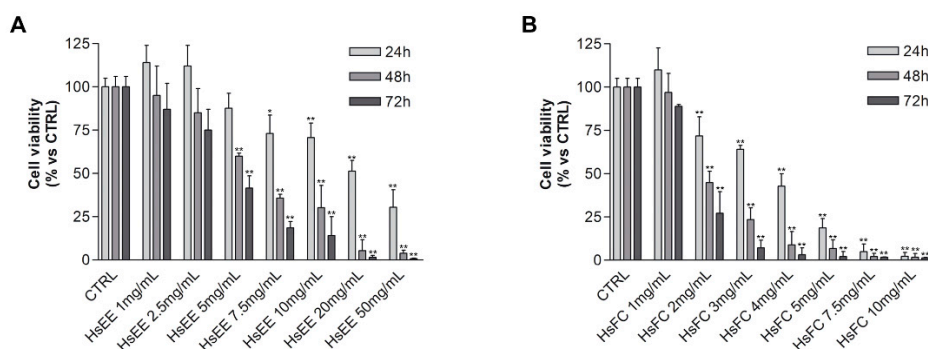 A
Cell viability
(% vs CTRL)
125
100
75
50
25
0
24h
48h
72h
** ** * ** ** ** ** ** ** ** ** ** ** **
CTRL
HsEE 1mg/mL
HsEE 2.5mg/mL
HsEE 5mg/mL
HsEE 7.5mg/mL
HsEE 10mg/mL
HsEE 20mg/mL
HsEE 50mg/mL
B
Cell viability
(% vs CTRL)
125
100
75
50
25
0
24h
48h
72h
** ** ** ** ** ** ** ** ** ** ** ** ** ** ** ** ** **
CTRL
HsFC 1mg/mL
HsFC 2mg/mL
HsFC 3mg/mL
HsFC 4mg/mL
HsFC 5mg/mL
HsFC 7.5mg/mL
HsFC 10mg/mL